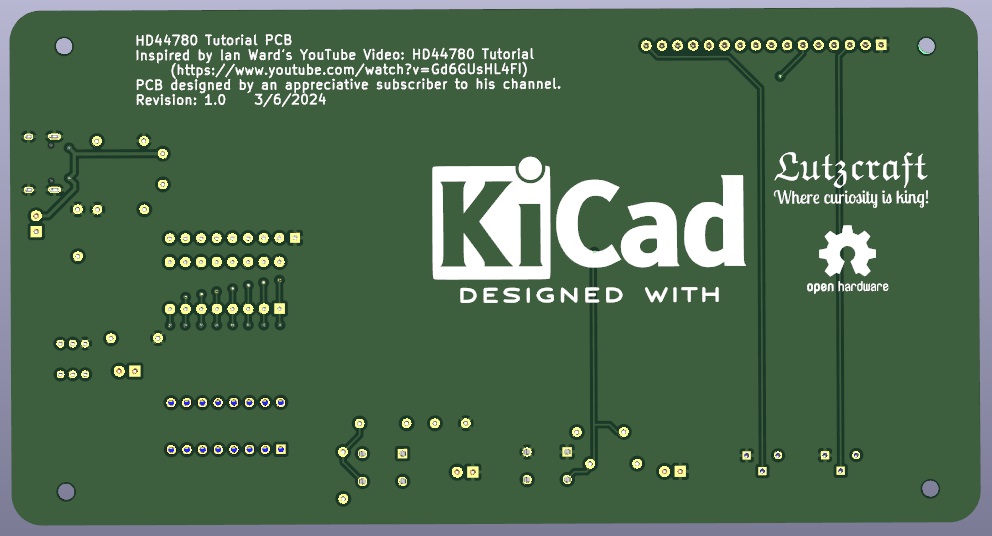 HD44780 Tutorial PCB
Inspired by Ian Ward's YouTube Video: HD44780 Tutorial
(https://www.youtube.com/watch?v=Gd6GUsHL4FI)
PCB designed by an appreciative subscriber to his channel.
Revision: 1.0 3/6/2024
KiCad
DESIGNED WITH
Lutzcraft
Where curiosity is king!
open hardware